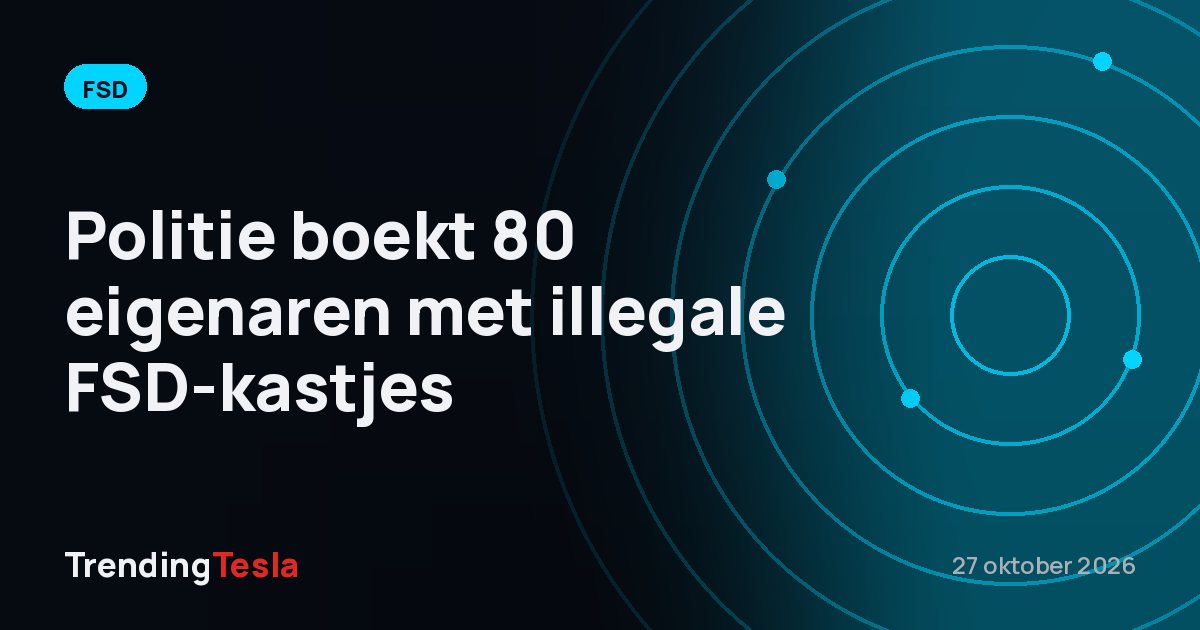 FSD
Politie boekt 80
eigenaren met illegale
FSD-kastjes
TrendingTesla
27 oktober 2026